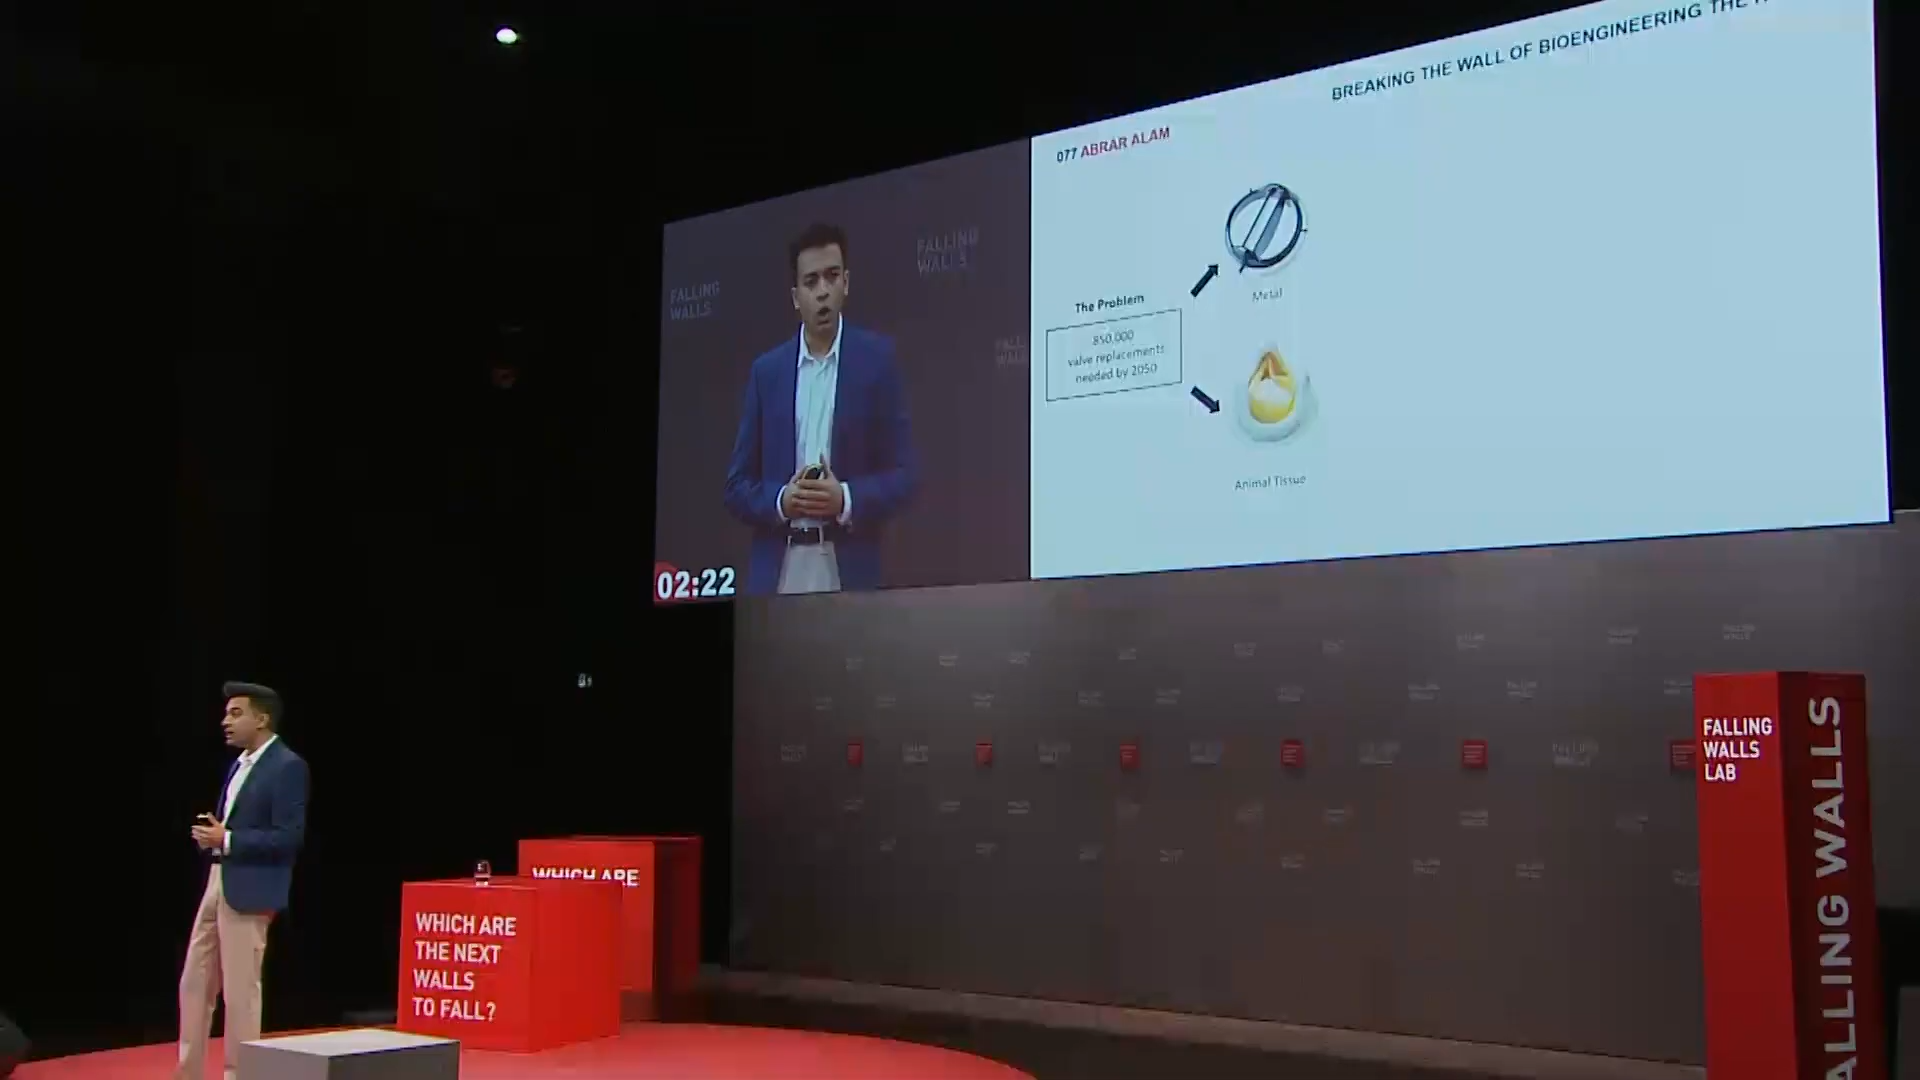 BREAKING THE WALL OF BIOENGINEERING THE
077 ABRAR ALAM
FALLING
WALLS
FALLING
WALLS
Metal
The Problem
850,000
valve replacements
needed by 2050
Animal Tissue
02:22
WHICH ARE
WHICH ARE
THE NEXT
WALLS
TO FALL?
FALLING
WALLS
LAB
FALLING WALLS
ALLING